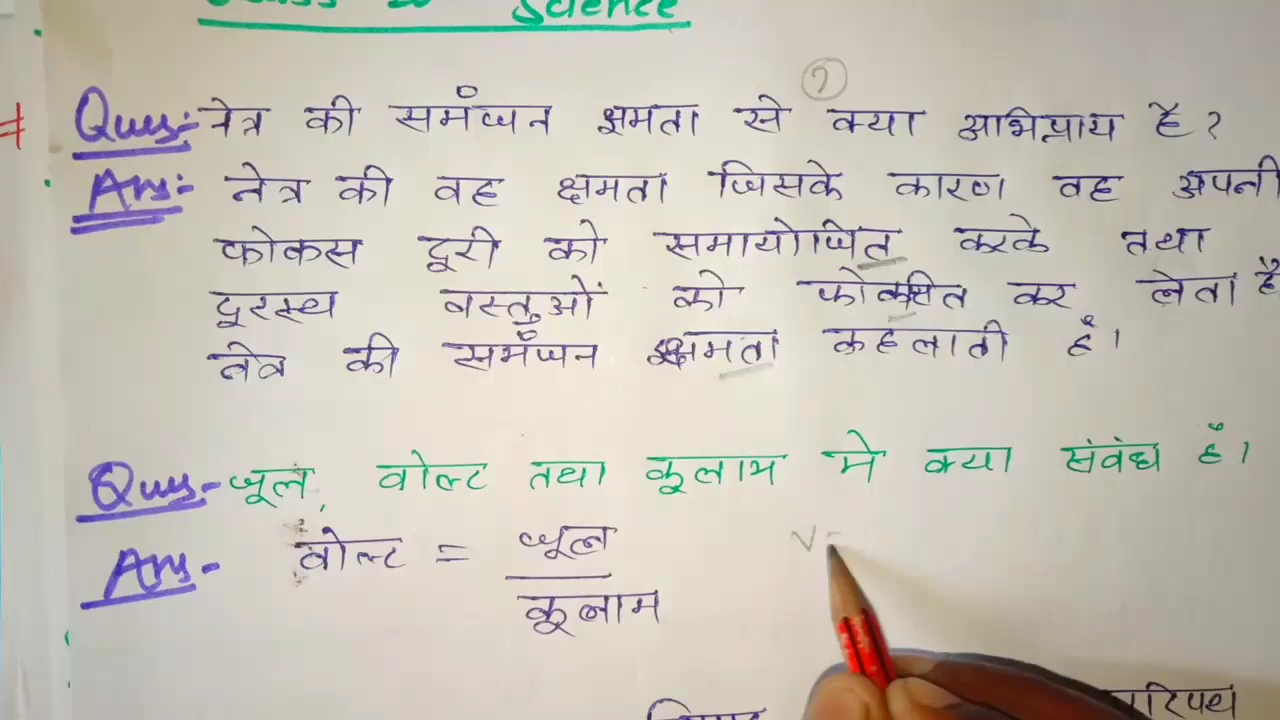 Science
?
Ques:- नेत्र की समंजन क्षमता से क्या अभिप्राय है?
Ans:- नेत्र की वह क्षमता जिसके कारण वह अपनी
फोकस दूरी को समायोजित करके तथा
दूरस्थ वस्तुओं को फोकसित कर लेता है
नेत्र की समंजन क्षमता कहलाती है।
Ques- जूल, वोल्ट तथा कूलाम मे क्या संबंध है।
Ans- वोल्ट = जूल
कूलाम
V=